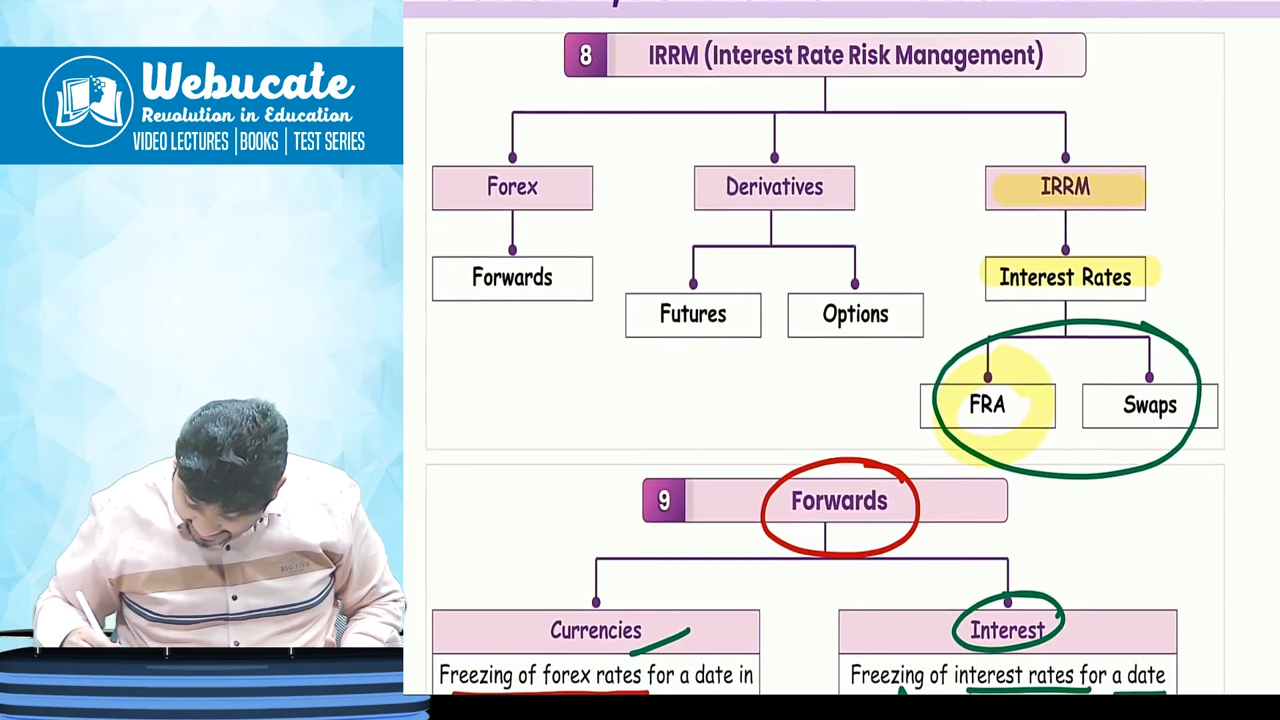 Webucate
Revolution in Education
VIDEO LECTURES | BOOKS | TEST SERIES
8 IRRM (Interest Rate Risk Management)
Forex
Derivatives
IRRM
Forwards
Futures
Options
Interest Rates
FRA
Swaps
9 Forwards
Currencies
Interest
Freezing of forex rates for a date in
Freezing of interest rates for a date
BIG FIVE